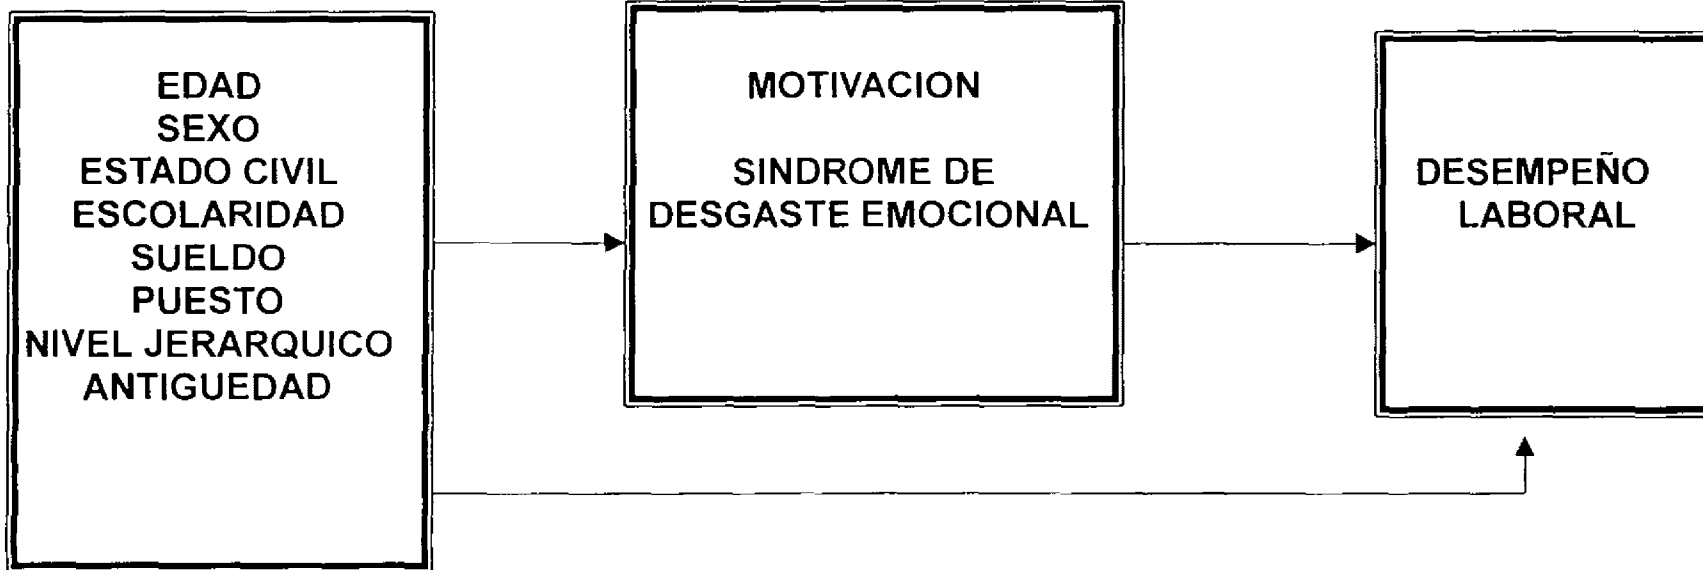 EDAD
SEXO
ESTADO CIVIL
ESCOLARIDAD
SUELDO
PUESTO
NIVEL JERARQUICO
ANTIGUEDAD
MOTIVACION
SINDROME DE
DESGASTE EMOCIONAL
DESEMPEÑO
LABORAL